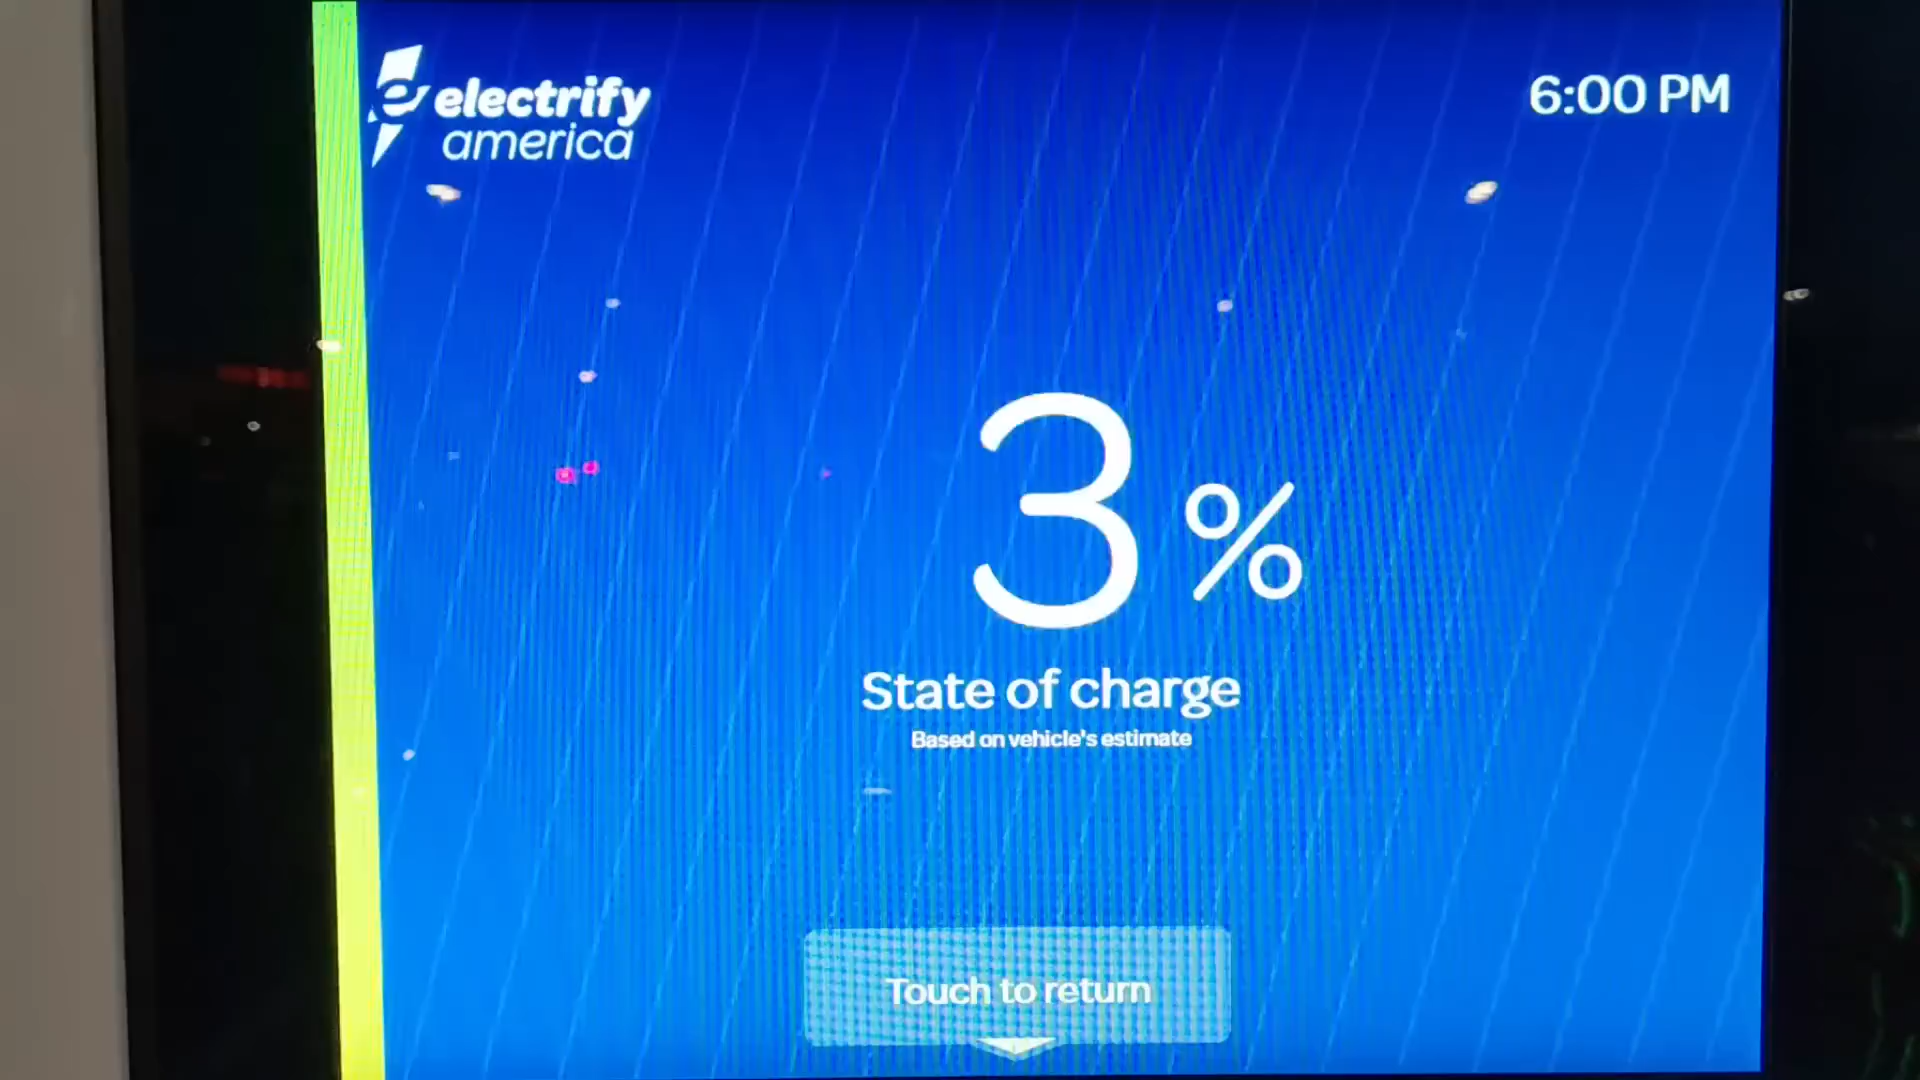 electrify
america
6:00 PM
3%
State of charge
Based on vehicle's estimate
Touch to return